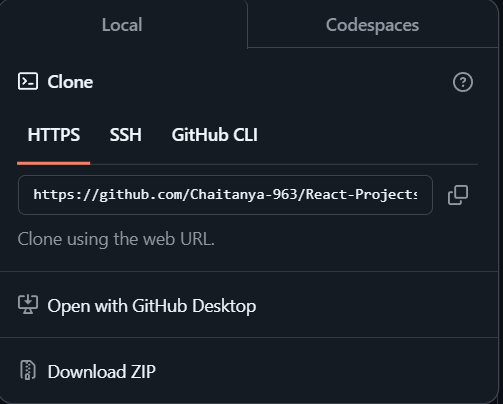 Local
Codespaces
Clone
HTTPS
SSH
GitHub CLI
https://github.com/Chaitanya-963/React-Projects
Clone using the web URL.
Open with GitHub Desktop
Download ZIP